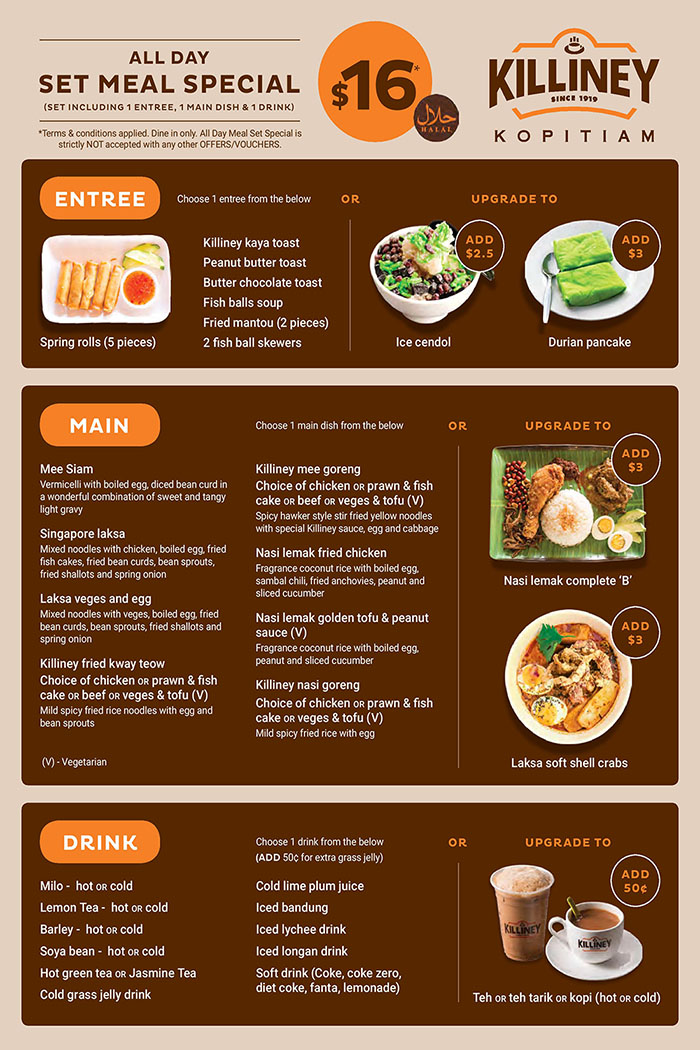 ALL DAY
SET MEAL SPECIAL
(SET INCLUDING 1 ENTREE, 1 MAIN DISH & 1 DRINK)
*Terms & conditions applied. Dine in only. All Day Meal Set Special is
strictly NOT accepted with any other OFFERS/VOUCHERS.
$16*
حلال
HALAL
KILLINEY
SINCE 1919
KOPITIAM
ENTREE
Choose 1 entree from the below
OR
UPGRADE TO
Spring rolls (5 pieces)
Killiney kaya toast
Peanut butter toast
Butter chocolate toast
Fish balls soup
Fried mantou (2 pieces)
2 fish ball skewers
ADD
$2.5
Ice cendol
ADD
$3
Durian pancake
MAIN
Choose 1 main dish from the below
OR
UPGRADE TO
Mee Siam
Vermicelli with boiled egg, diced bean curd in
a wonderful combination of sweet and tangy
light gravy
Singapore laksa
Mixed noodles with chicken, boiled egg, fried
fish cakes, fried bean curds, bean sprouts,
fried shallots and spring onion
Laksa veges and egg
Mixed noodles with veges, boiled egg, fried
bean curds, bean sprouts, fried shallots and
spring onion
Killiney fried kway teow
Choice of chicken OR prawn & fish
cake OR beef OR veges & tofu (V)
Mild spicy fried rice noodles with egg and
bean sprouts
(V) - Vegetarian
Killiney mee goreng
Choice of chicken OR prawn & fish
cake OR beef OR veges & tofu (V)
Spicy hawker style stir fried yellow noodles
with special Killiney sauce, egg and cabbage
Nasi lemak fried chicken
Fragrance coconut rice with boiled egg,
sambal chili, fried anchovies, peanut and
sliced cucumber
Nasi lemak golden tofu & peanut
sauce (V)
Fragrance coconut rice with boiled egg,
peanut and sliced cucumber
Killiney nasi goreng
Choice of chicken OR prawn & fish
cake OR veges & tofu (V)
Mild spicy fried rice with egg
ADD
$3
Nasi lemak complete ‘B’
ADD
$3
Laksa soft shell crabs
DRINK
Choose 1 drink from the below
(ADD 50¢ for extra grass jelly)
OR
UPGRADE TO
Milo - hot OR cold
Lemon Tea - hot OR cold
Barley - hot OR cold
Soya bean - hot OR cold
Hot green tea OR Jasmine Tea
Cold grass jelly drink
Cold lime plum juice
Iced bandung
Iced lychee drink
Iced longan drink
Soft drink (Coke, coke zero,
diet coke, fanta, lemonade)
ADD
50¢
KILLINEY
KILLINEY
Teh OR teh tarik OR kopi (hot OR cold)